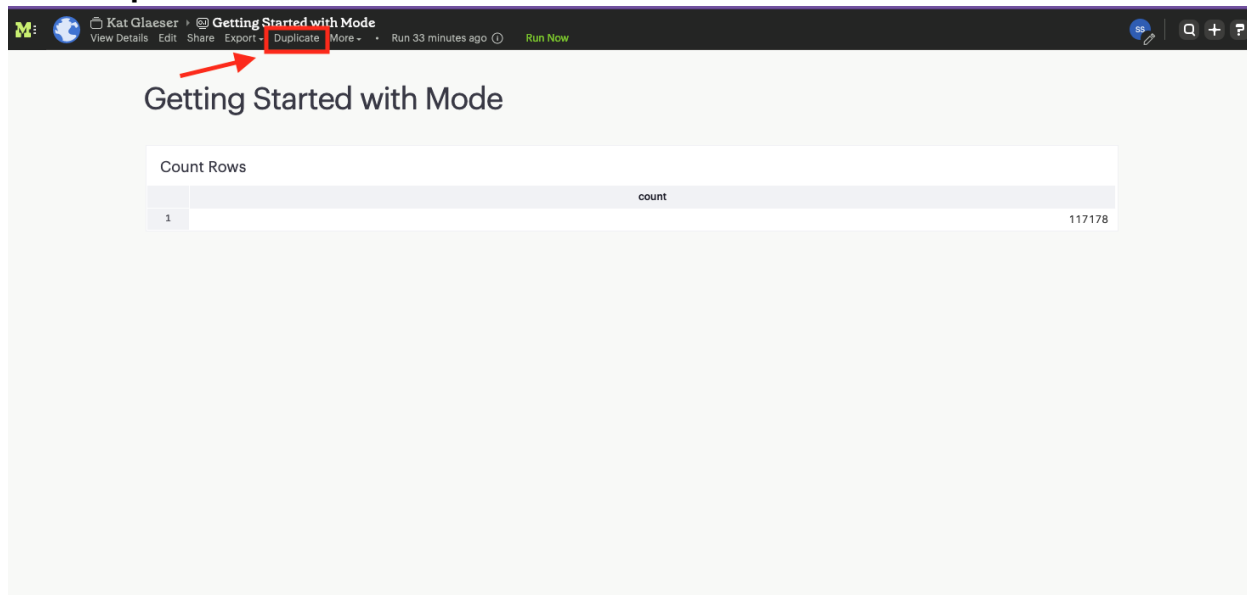 M
Kat Glaeser › Getting Started with Mode
View Details Edit Share Export Duplicate More • Run 33 minutes ago Run Now
SS
+ ?
Getting Started with Mode
Count Rows
count
1 117178